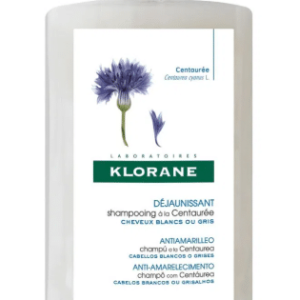 Centaurée
Centaurea cyanus L.
LABORATOIRES
KLORANE
DÉJAUNISSANT
shampooing à la Centaurée
CHEVEUX BLANCS OU GRIS
ANTIAMARILLEO
champú a la Centaurea
CABELLOS BLANCOS O GRISES
ANTI-AMARELECIMENTO
champô com Centáurea
CABELOS BRANCOS OU GRISALHOS